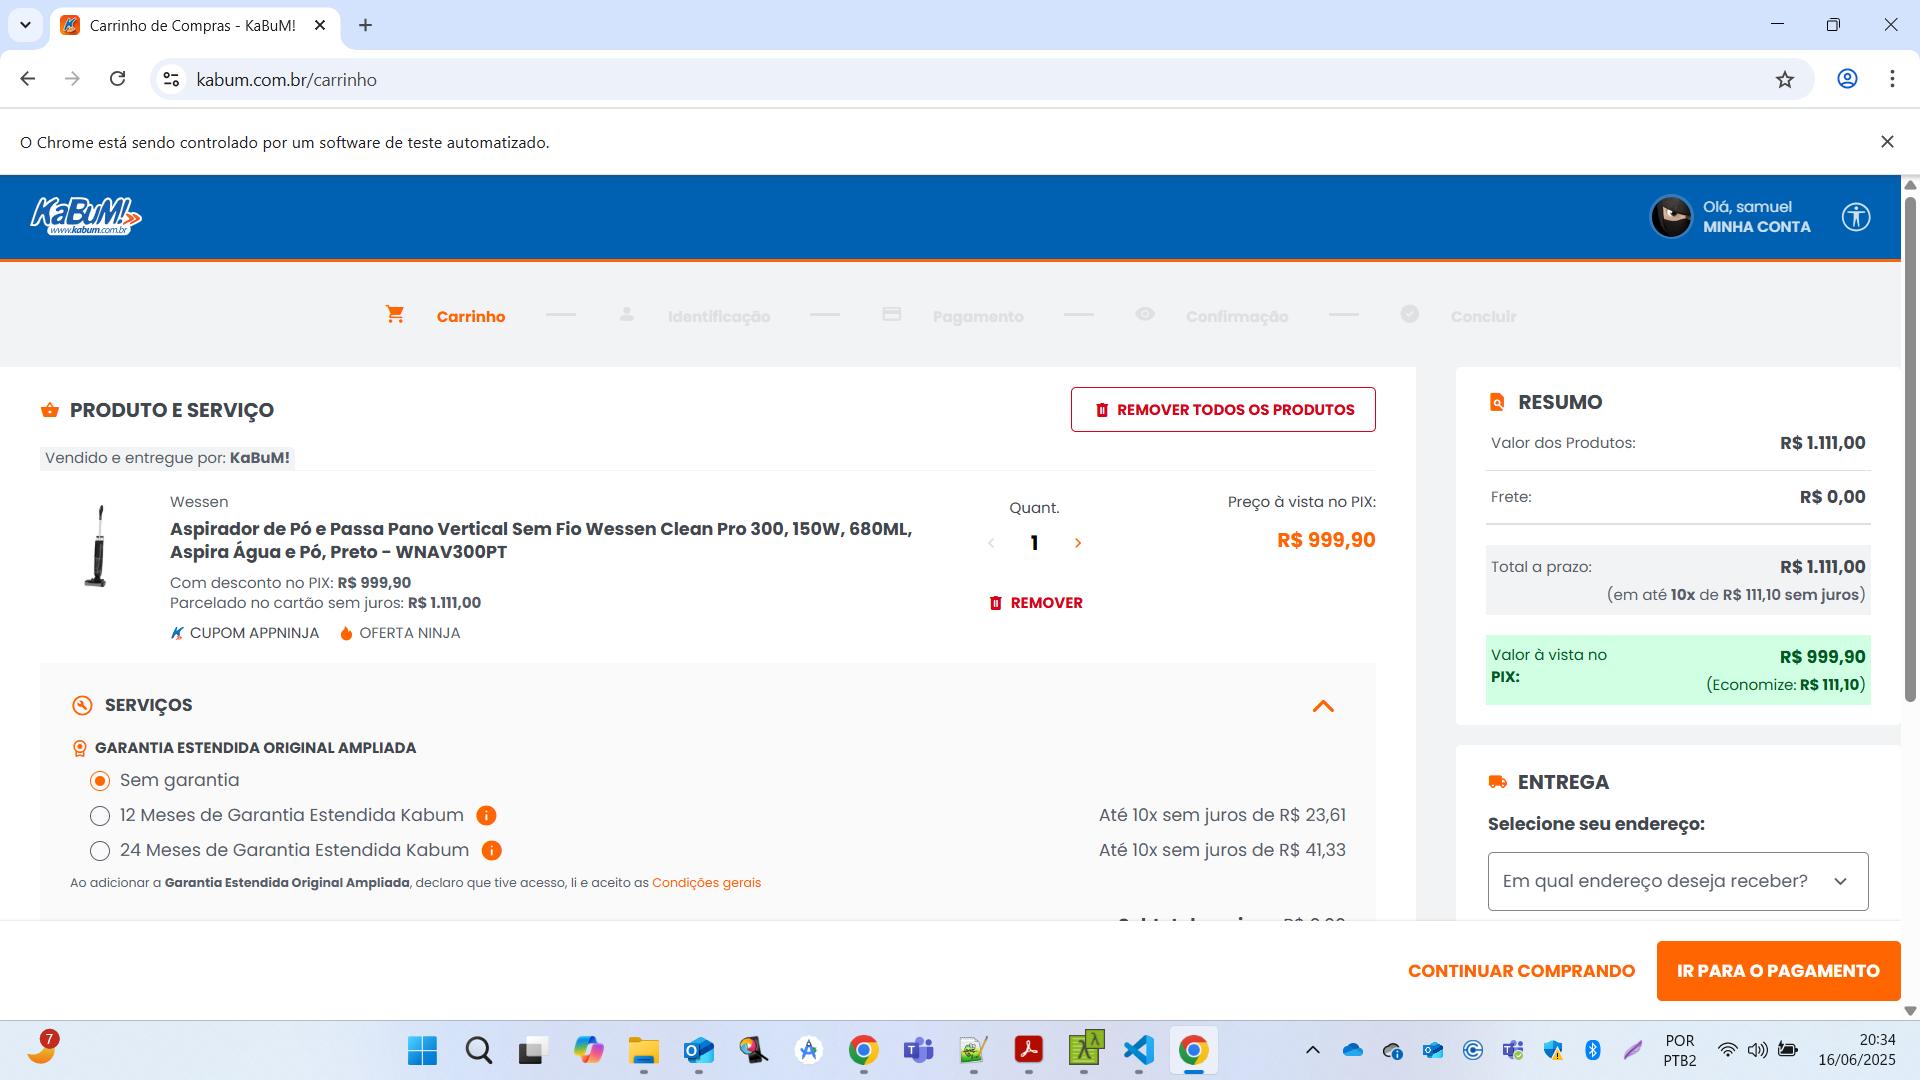 Carrinho de Compras - KaBuM!
kabum.com.br/carrinho
O Chrome está sendo controlado por um software de teste automatizado.
KaBuM!
www.kabum.com.br
Olá, samuel
MINHA CONTA
Carrinho
Identificação
Pagamento
Confirmação
Concluir
PRODUTO E SERVIÇO
REMOVER TODOS OS PRODUTOS
Vendido e entregue por: KaBuM!
Wessen
Aspirador de Pó e Passa Pano Vertical Sem Fio Wessen Clean Pro 300, 150W, 680ML,
Aspira Água e Pó, Preto - WNAV300PT
Com desconto no PIX: R$ 999,90
Parcelado no cartão sem juros: R$ 1.111,00
CUPOM APPNINJA
OFERTA NINJA
Quant.
1
REMOVER
Preço à vista no PIX:
R$ 999,90
SERVIÇOS
GARANTIA ESTENDIDA ORIGINAL AMPLIADA
Sem garantia
12 Meses de Garantia Estendida Kabum
Até 10x sem juros de R$ 23,61
24 Meses de Garantia Estendida Kabum
Até 10x sem juros de R$ 41,33
Ao adicionar a Garantia Estendida Original Ampliada, declaro que tive acesso, li e aceito as Condições gerais
RESUMO
Valor dos Produtos: R$ 1.111,00
Frete: R$ 0,00
Total a prazo: R$ 1.111,00
(em até 10x de R$ 111,10 sem juros)
Valor à vista no R$ 999,90
PIX: (Economize: R$ 111,10)
ENTREGA
Selecione seu endereço:
Em qual endereço deseja receber?
CONTINUAR COMPRANDO
IR PARA O PAGAMENTO
7
POR
PTB2
20:34
16/06/2025